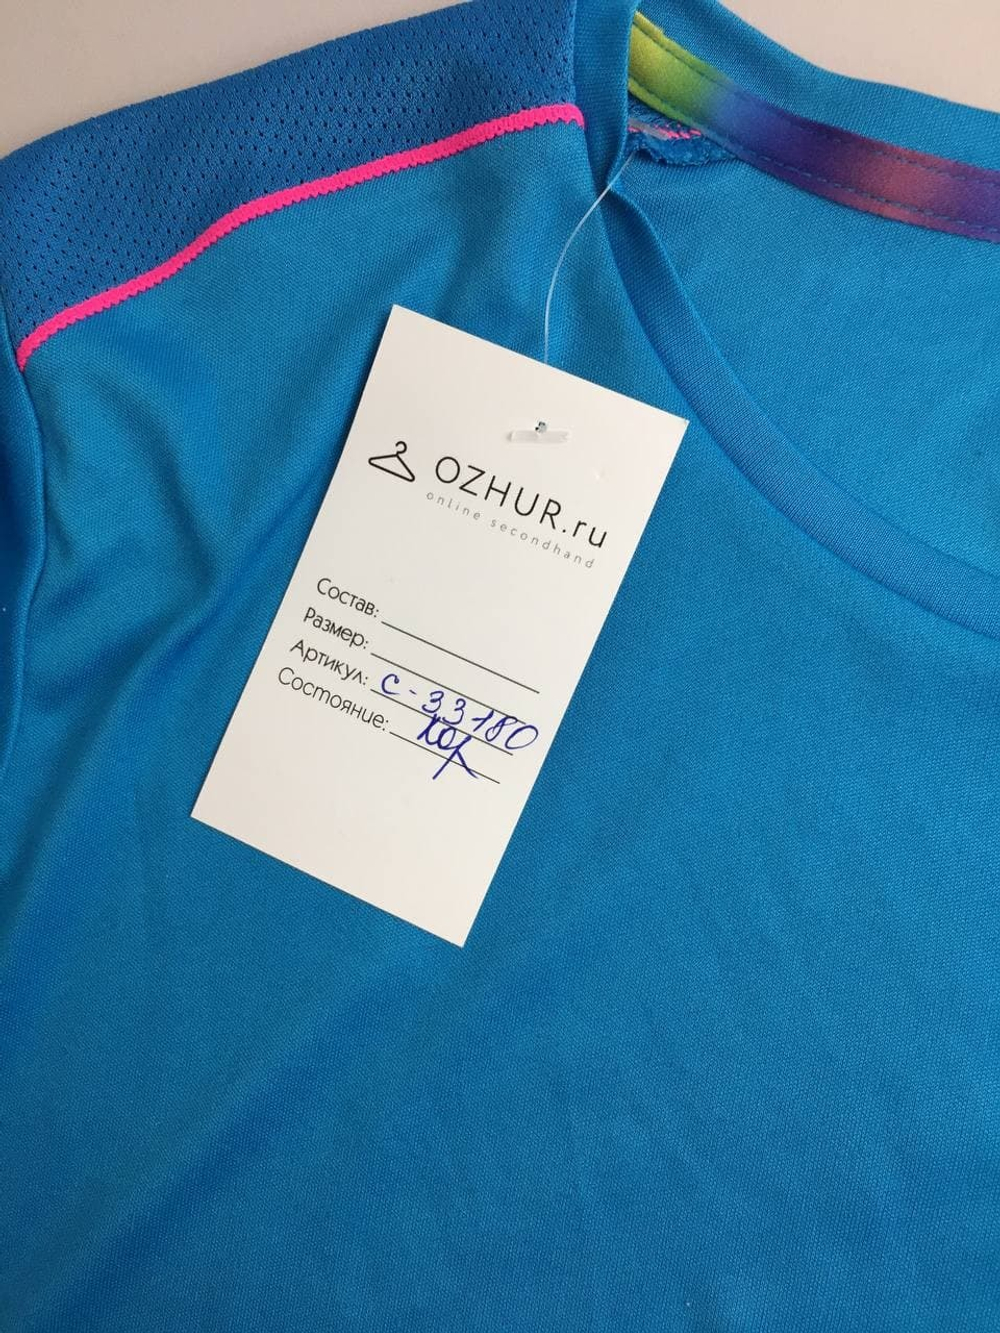 OZHUR.ru
online secondhand
Состав:
Размер:
Артикул: С-33180
Состояние: хор